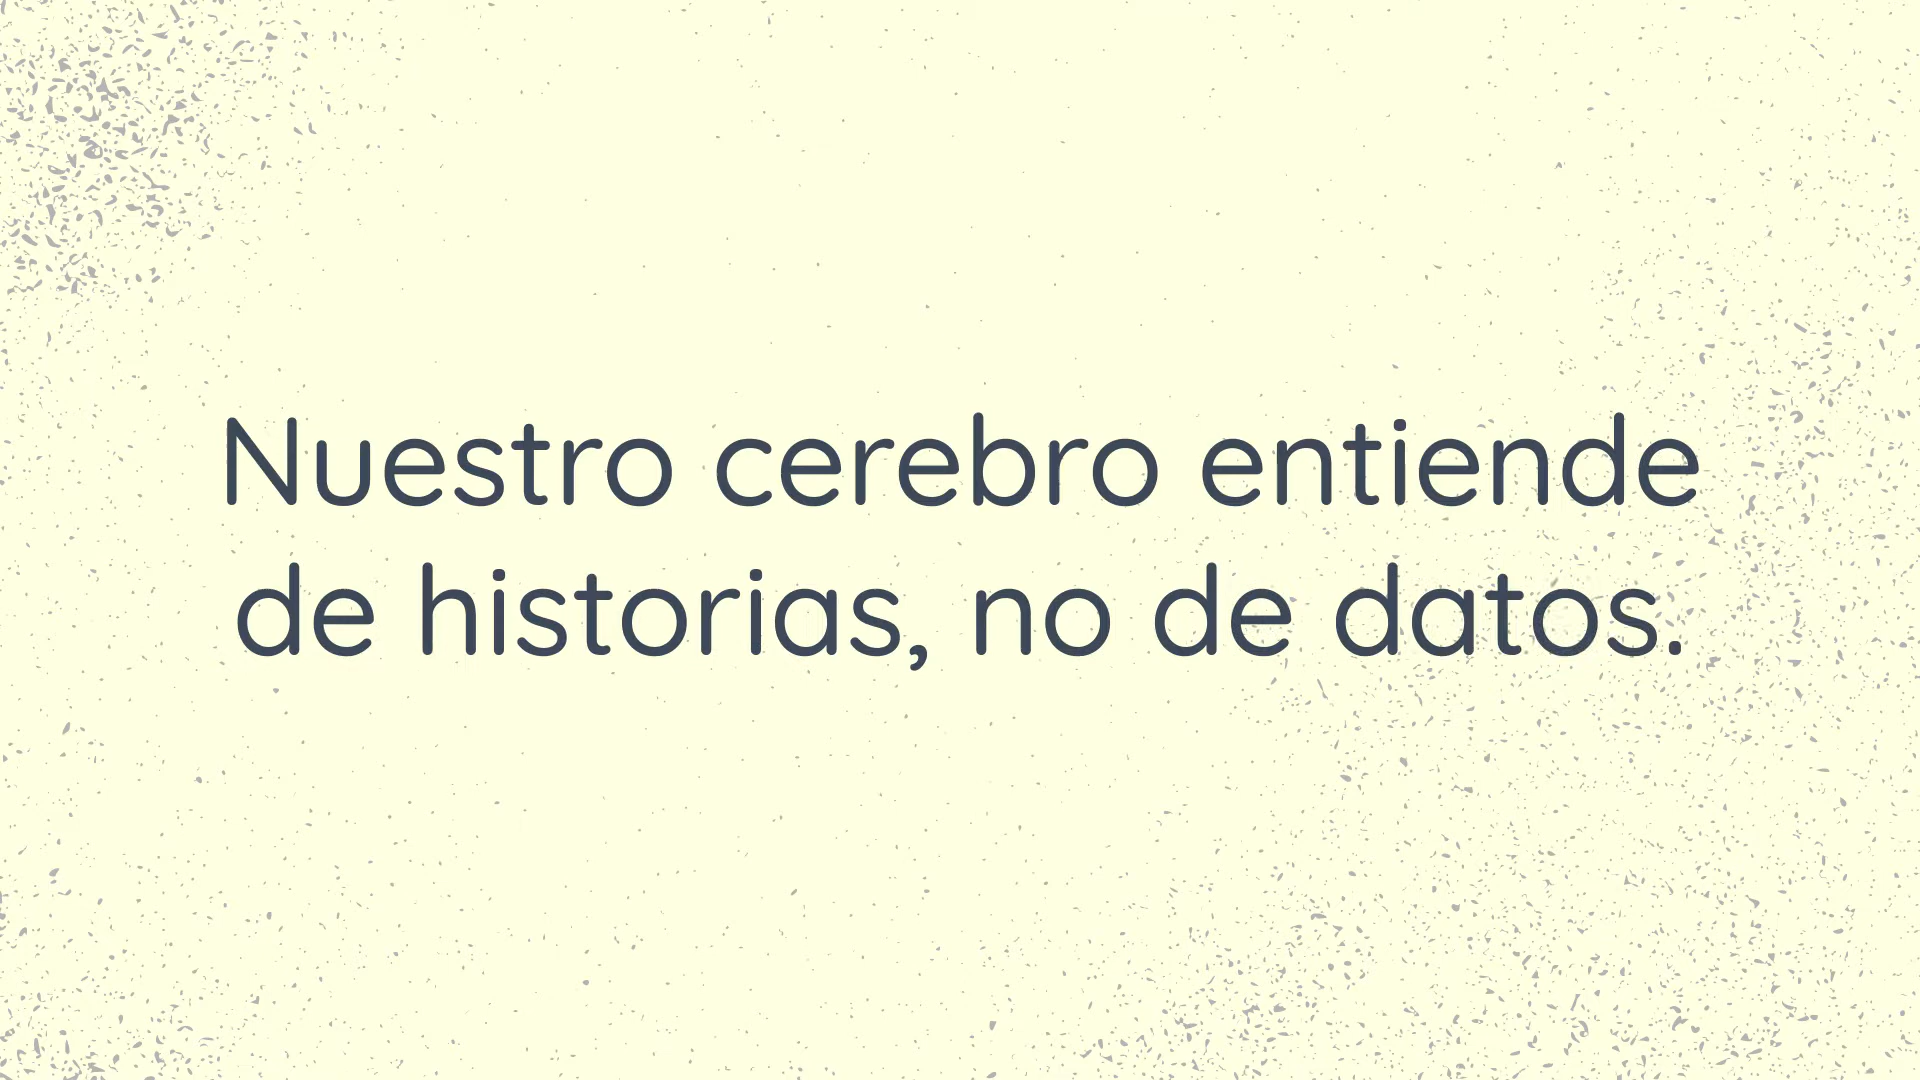 Nuestro cerebro entiende
de historias, no de datos.